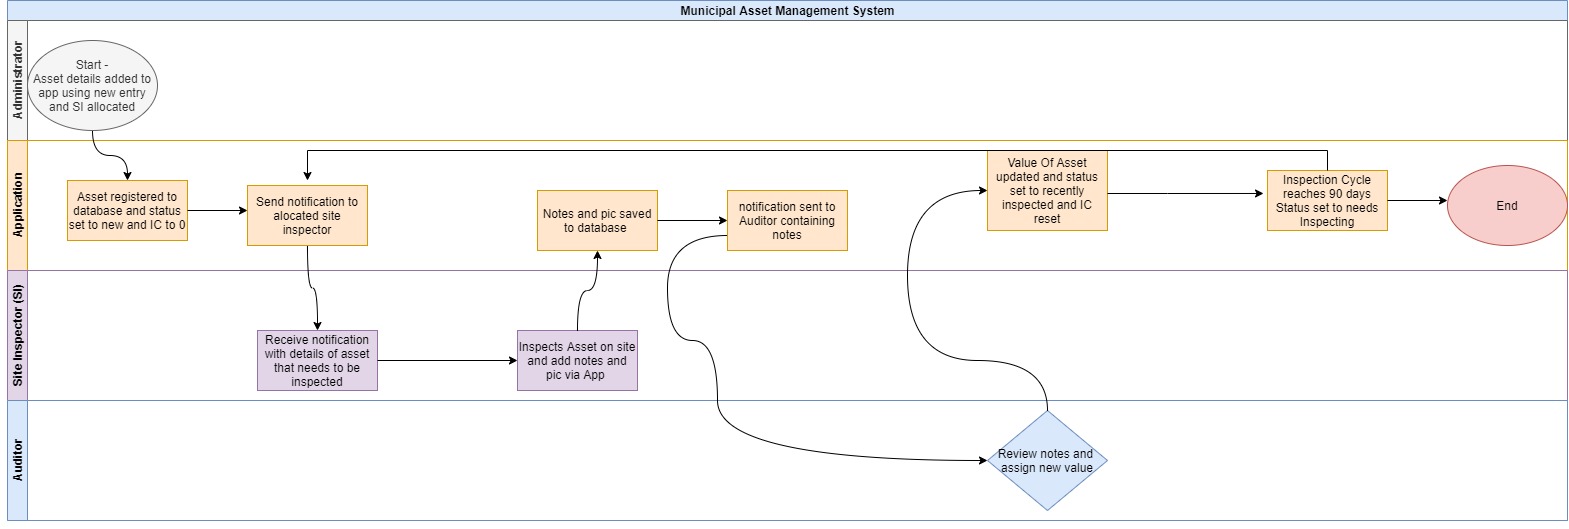 Municipal Asset Management System
Administrator
Start -
Asset details added to
app using new entry
and SI allocated
Application
Asset registered to
database and status
set to new and IC to 0
Send notification to
alocated site
inspector
Notes and pic saved
to database
notification sent to
Auditor containing
notes
Value Of Asset
updated and status
set to recently
inspected and IC
reset
Inspection Cycle
reaches 90 days
Status set to needs
Inspecting
End
Site Inspector (SI)
Receive notification
with details of asset
that needs to be
inspected
Inspects Asset on site
and add notes and
pic via App
Auditor
Review notes and
assign new value